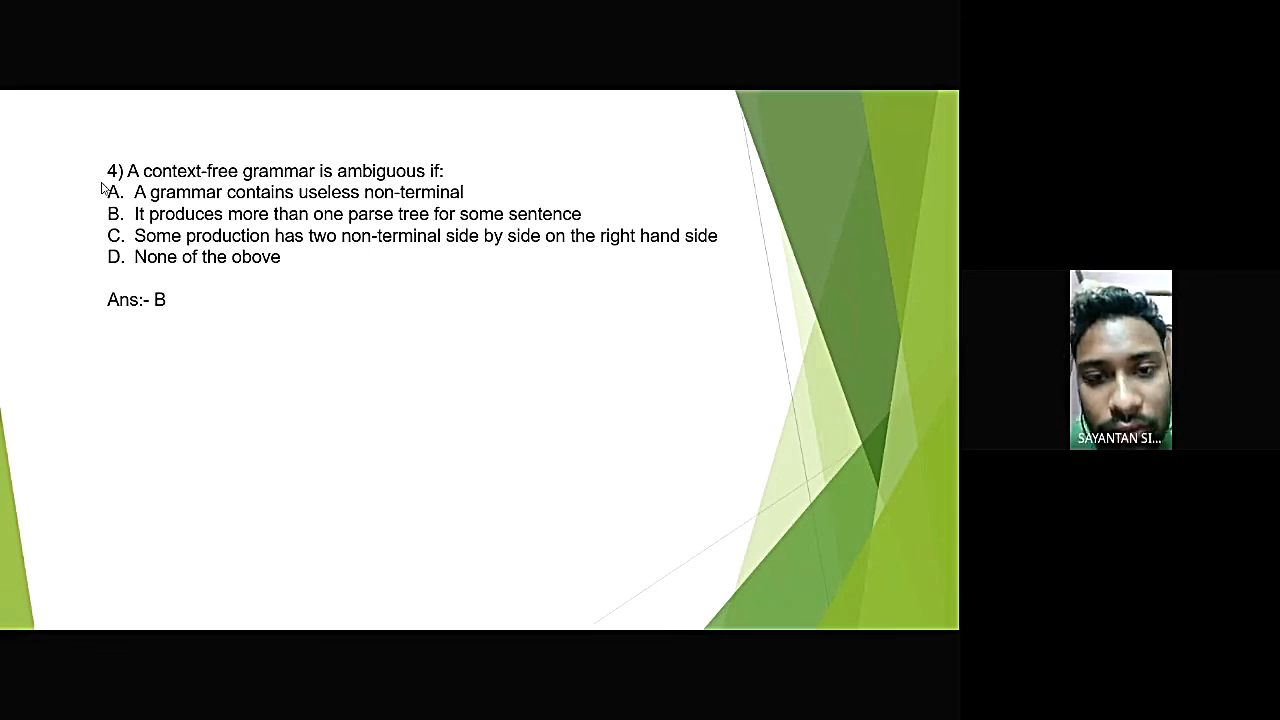 4) A context-free grammar is ambiguous if:
A. A grammar contains useless non-terminal
B. It produces more than one parse tree for some sentence
C. Some production has two non-terminal side by side on the right hand side
D. None of the obove
Ans:- B
SAYANTAN SI...